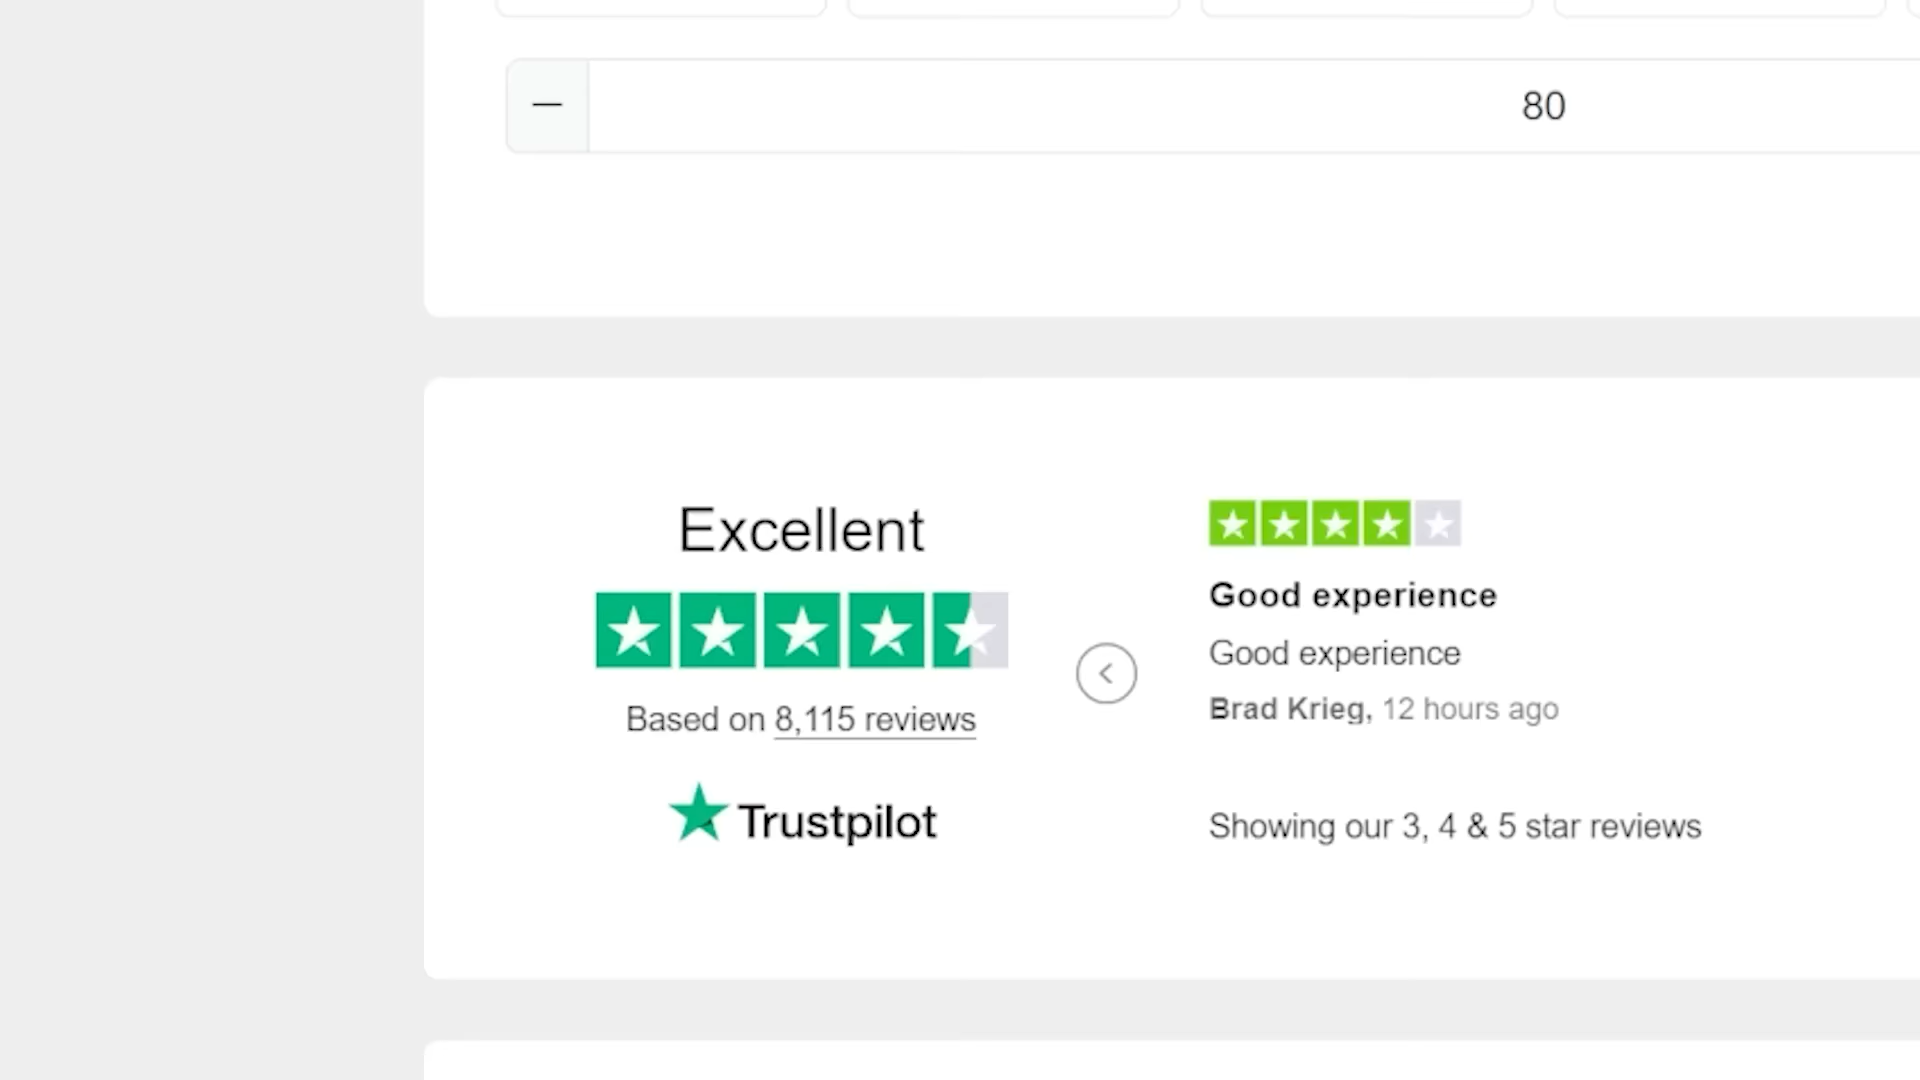 80
Excellent
Based on 8,115 reviews
Trustpilot
Good experience
Good experience
Brad Krieg, 12 hours ago
Showing our 3, 4 & 5 star reviews